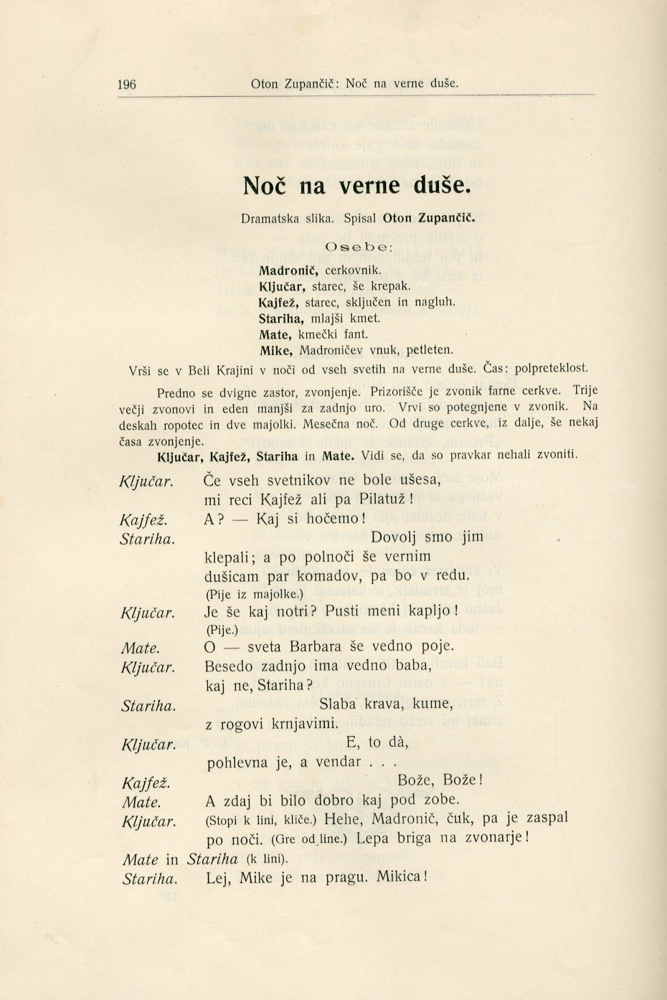 196 Oton Zupančič: Noč na verne duše.
Noč na verne duše.
Dramatska slika. Spisal Oton Zupančič.
Osebe:
Madronič, cerkovnik.
Ključar, starec, še krepak.
Kajfež, starec, sključen in nagluh.
Stariha, mlajši kmet.
Mate, kmečki fant.
Mike, Madroničev vnuk, petleten.
Vrši se v Beli Krajini v noči od vseh svetih na verne duše. Čas: polpreteklost.
Predno se dvigne zastor, zvonjenje. Prizorišče je zvonik farne cerkve. Trije
večji zvonovi in eden manjši za zadnjo uro. Vrvi so potegnjene v zvonik. Na
deskah ropotec in dve majolki. Mesečna noč. Od druge cerkve, iz dalje, še nekaj
časa zvonjenje.
Ključar, Kajfež, Stariha in Mate. Vidi se, da so pravkar nehali zvoniti.
Ključar. Če vseh svetnikov ne bole ušesa,
mi reci Kajfež ali pa Pilatuž!
Kajfež. A? — Kaj si hočemo!
Stariha. Dovolj smo jim
klepali; a po polnoči še vernim
dušicam par komadov, pa bo v redu.
(Pije iz majolke.)
Ključar. Je še kaj notri? Pusti meni kapljo!
(Pije.)
Mate. O — sveta Barbara še vedno poje.
Ključar. Besedo zadnjo ima vedno baba,
kaj ne, Stariha?
Stariha. Slaba krava, kume,
z rogovi krnjavimi.
Ključar. E, to dà,
pohlevna je, a vendar . . .
Kajfež. Bože, Bože!
Mate. A zdaj bi bilo dobro kaj pod zobe.
Ključar. (Stopi k lini, kliče.) Hehe, Madronič, čuk, pa je zaspal
po noči. (Gre od line.) Lepa briga na zvonarje!
Mate in Stariha (k lini).
Stariha. Lej, Mike je na pragu. Mikica!